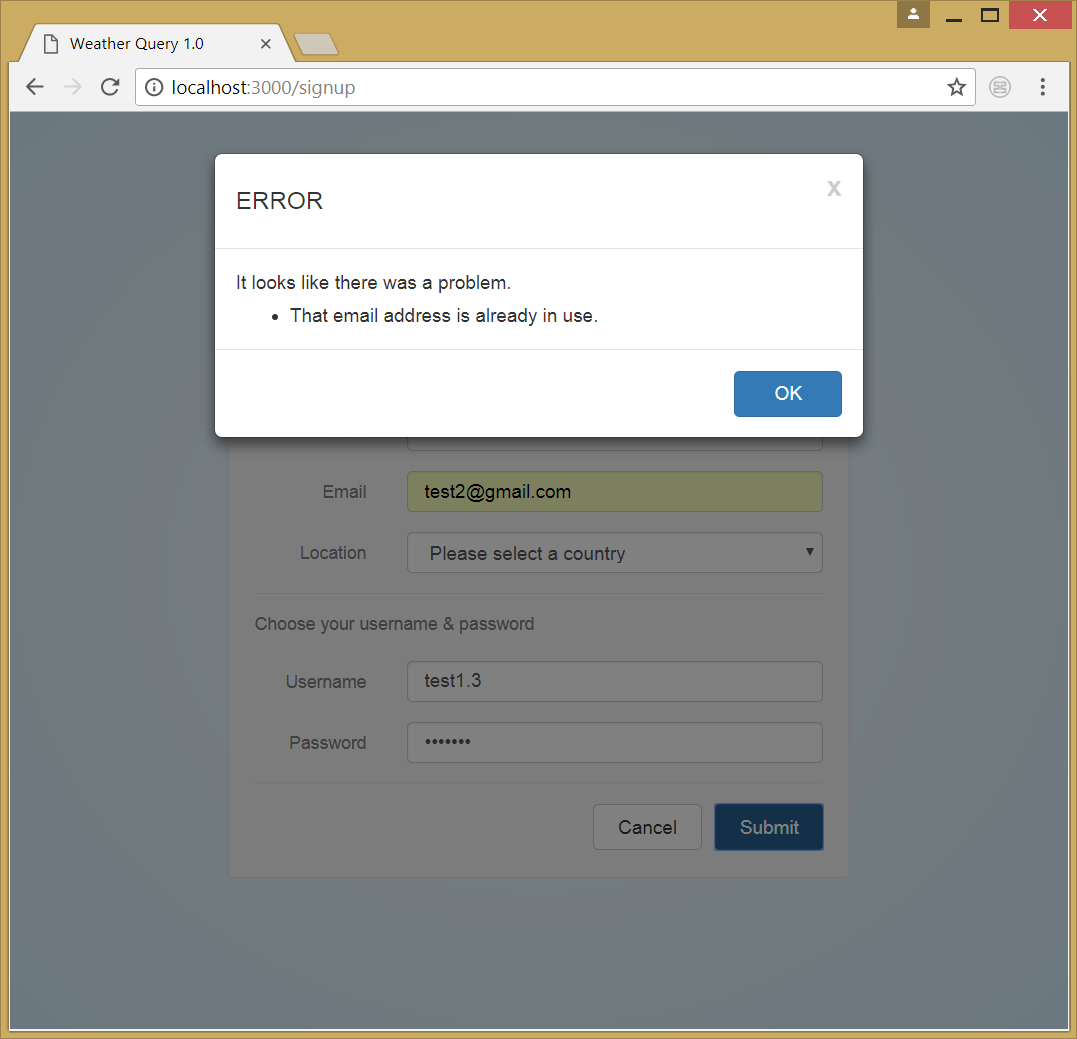 Weather Query 1.0
localhost:3000/signup
ERROR
x
It looks like there was a problem.
• That email address is already in use.
OK
Email test2@gmail.com
Location Please select a country
Choose your username & password
Username test1.3
Password •••••••
Cancel Submit